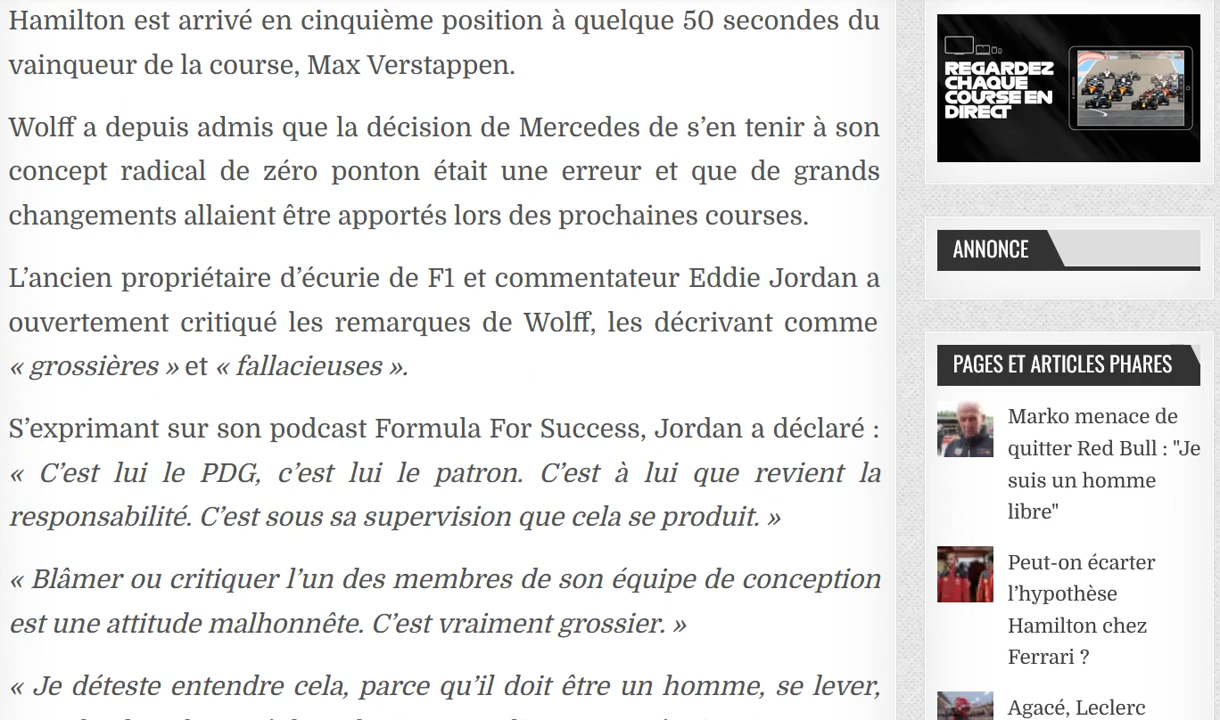 Hamilton est arrivé en cinquième position à quelque 50 secondes du
vainqueur de la course, Max Verstappen.
Wolff a depuis admis que la décision de Mercedes de s’en tenir à son
concept radical de zéro ponton était une erreur et que de grands
changements allaient être apportés lors des prochaines courses.
L’ancien propriétaire d’écurie de F1 et commentateur Eddie Jordan a
ouvertement critiqué les remarques de Wolff, les décrivant comme
« grossières » et « fallacieuses ».
S’exprimant sur son podcast Formula For Success, Jordan a déclaré :
« C’est lui le PDG, c’est lui le patron. C’est à lui que revient la
responsabilité. C’est sous sa supervision que cela se produit. »
« Blâmer ou critiquer l’un des membres de son équipe de conception
est une attitude malhonnête. C’est vraiment grossier. »
« Je déteste entendre cela, parce qu’il doit être un homme, se lever,
REGARDEZ
CHAQUE
COURSE EN
DIRECT
ANNONCE
PAGES ET ARTICLES PHARES
Marko menace de
quitter Red Bull : "Je
suis un homme
libre"
Peut-on écarter
l’hypothèse
Hamilton chez
Ferrari ?
Agacé, Leclerc